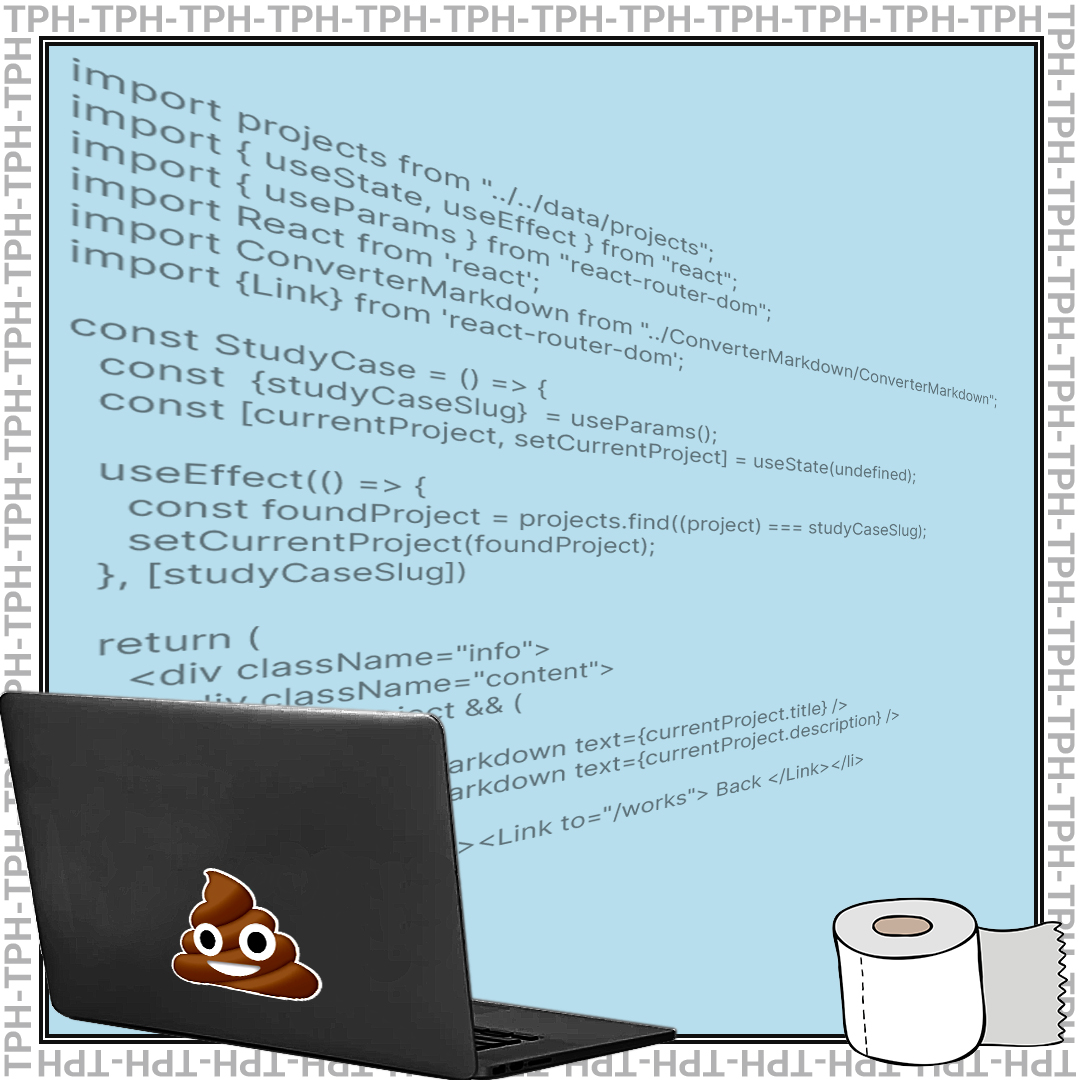 TPH-TPH-TPH-TPH-TPH-TPH-TPH-TPH-TPH-TPH-TPH-TPH-TPH
import projects from "../../data/projects";
import { useState, useEffect } from "react";
import { useParams } from "react-router-dom";
import React from 'react';
import ConverterMarkdown from "../ConverterMarkdown/ConverterMarkdown";
import {Link} from 'react-router-dom';
const StudyCase = () => {
const {studyCaseSlug} = useParams();
const [currentProject, setCurrentProject] = useState(undefined);
useEffect(() => {
const foundProject = projects.find((project) === studyCaseSlug);
setCurrentProject(foundProject);
}, [studyCaseSlug])
return (
<div className="info">
div className="content">
ject && (
arkdown text={currentProject.title} />
arkdown text={currentProject.description} />
><Link to="/works"> Back </Link></li>